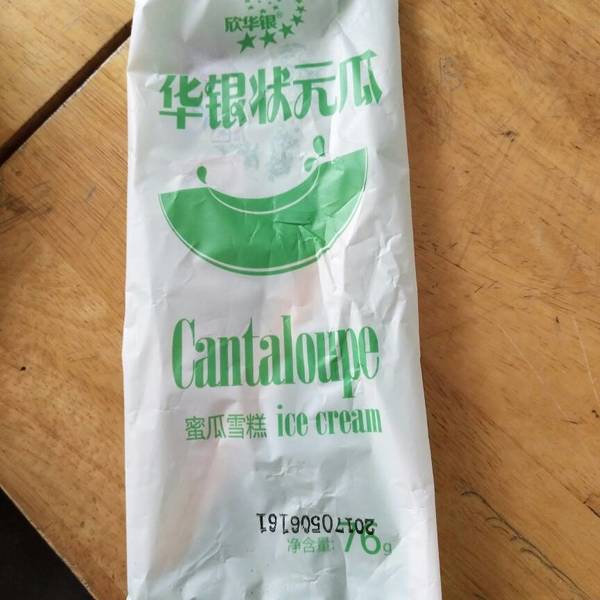 欣华银
华银状元瓜
Cantaloupe
蜜瓜雪糕 ice cream
20170506161
净含量: 76g